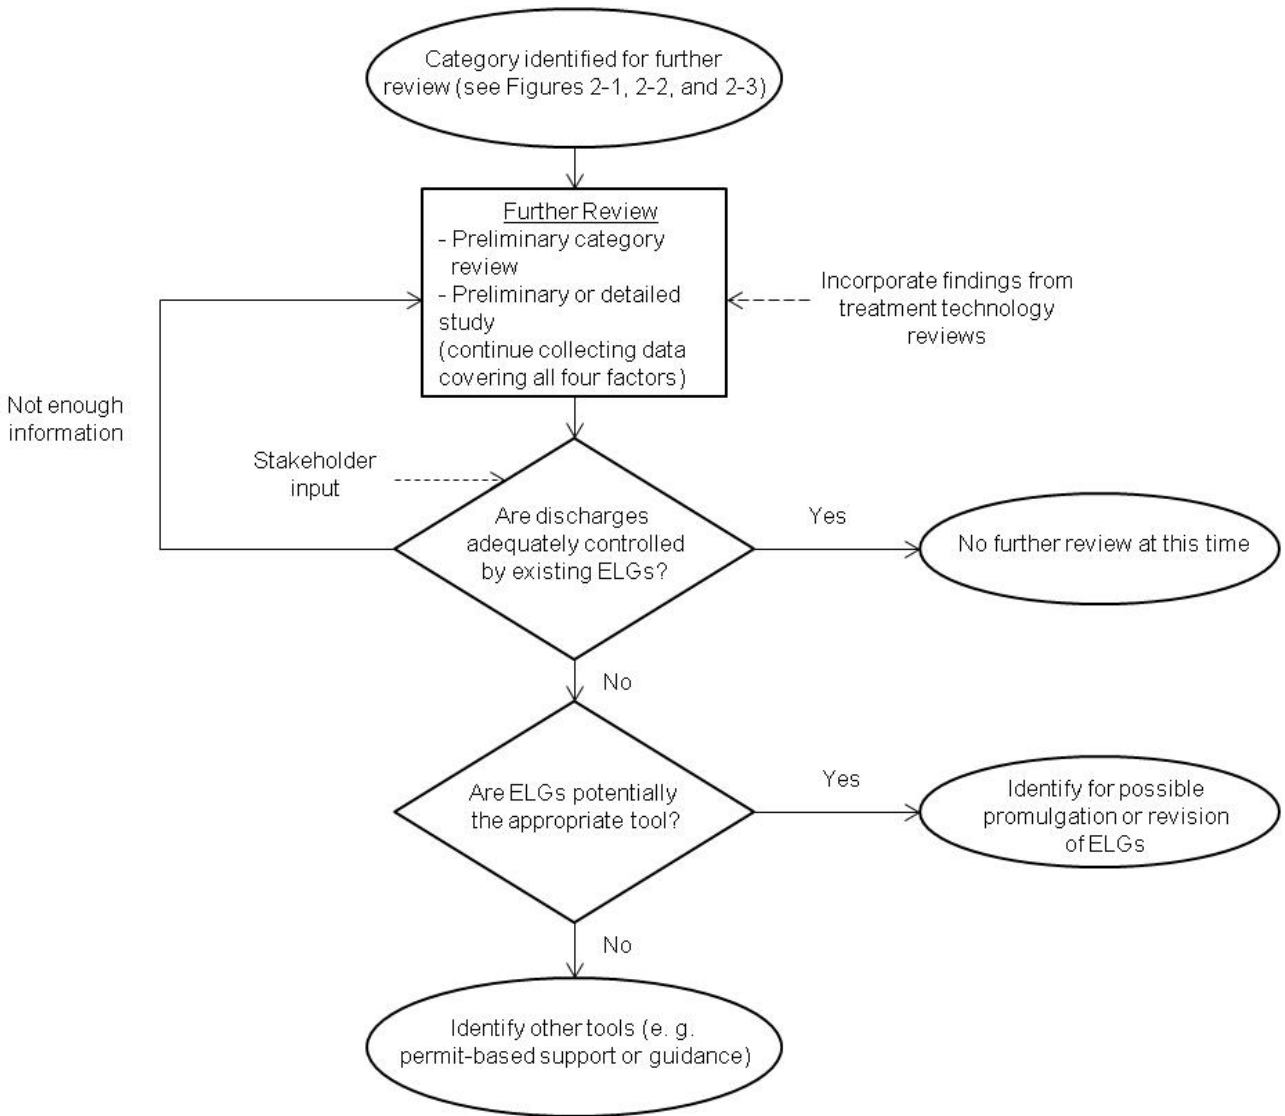 Category identified for further
review (see Figures 2-1, 2-2, and 2-3)
Further Review
- Preliminary category
review
- Preliminary or detailed
study
(continue collecting data
covering all four factors)
Incorporate findings from
treatment technology
reviews
Not enough
information
Stakeholder
input
Are discharges
adequately controlled
by existing ELGs?
Yes
No further review at this time
No
Are ELGs potentially
the appropriate tool?
Yes
Identify for possible
promulgation or revision
of ELGs
No
Identify other tools (e. g.
permit-based support or guidance)